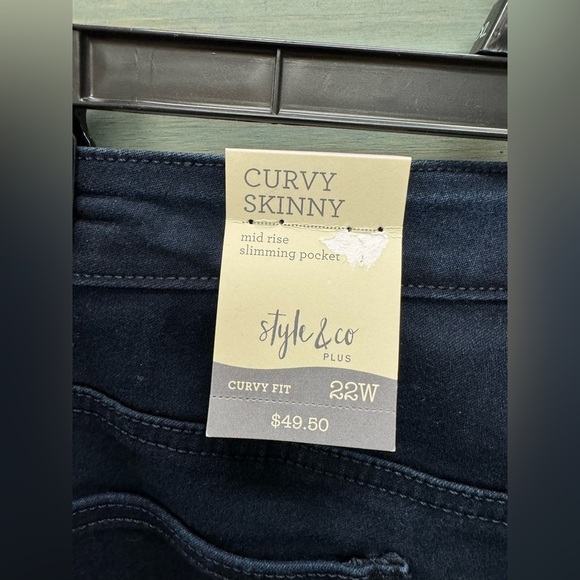 CURVY
SKINNY
mid rise
slimming pocket
style & co
PLUS
CURVY FIT 22W
$49.50